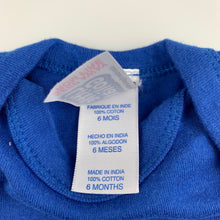 FABRIQUE EN INDE
100% COTON
6 MOIS
HECHO EN INDIA
100% ALGODON
6 MESES
MADE IN INDIA
100% COTTON
6 MONTHS